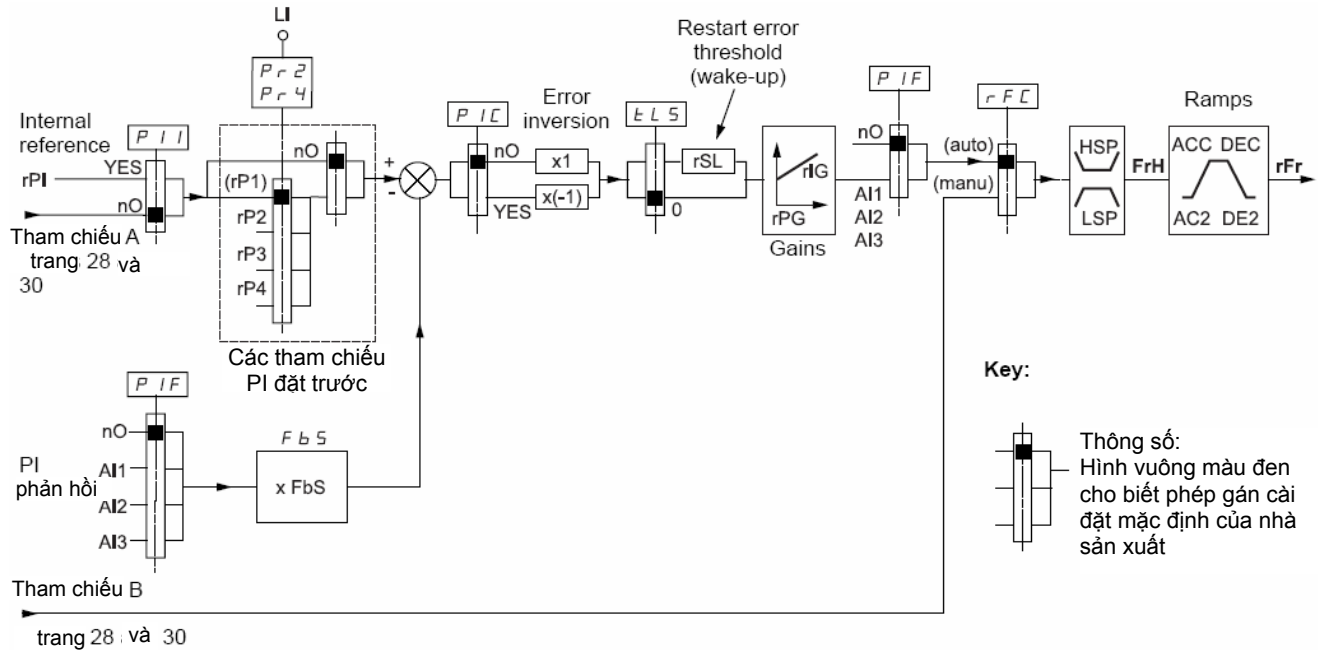 LI
Pr2
Pr4
Restart error
threshold
(wake-up)
Internal
reference
PII
YES
rPI
nO
Tham chiếu A
trang 28 và
30
nO
(rP1)
rP2
rP3
rP4
Các tham chiếu
PI đặt trước
+
-
PIC
Error
inversion
nO
x1
YES
x(-1)
tLS
rSL
0
rIG
rPG
Gains
PIF
nO
AI1
AI2
AI3
rFC
(auto)
(manu)
HSP
LSP
FrH
Ramps
ACC DEC
AC2 DE2
rFr
PIF
nO
PI
phản hồi
AI1
AI2
AI3
FbS
x FbS
Key:
Thông số:
Hình vuông màu đen
cho biết phép gán cài
đặt mặc định của nhà
sản xuất
Tham chiếu B
trang 28 và 30